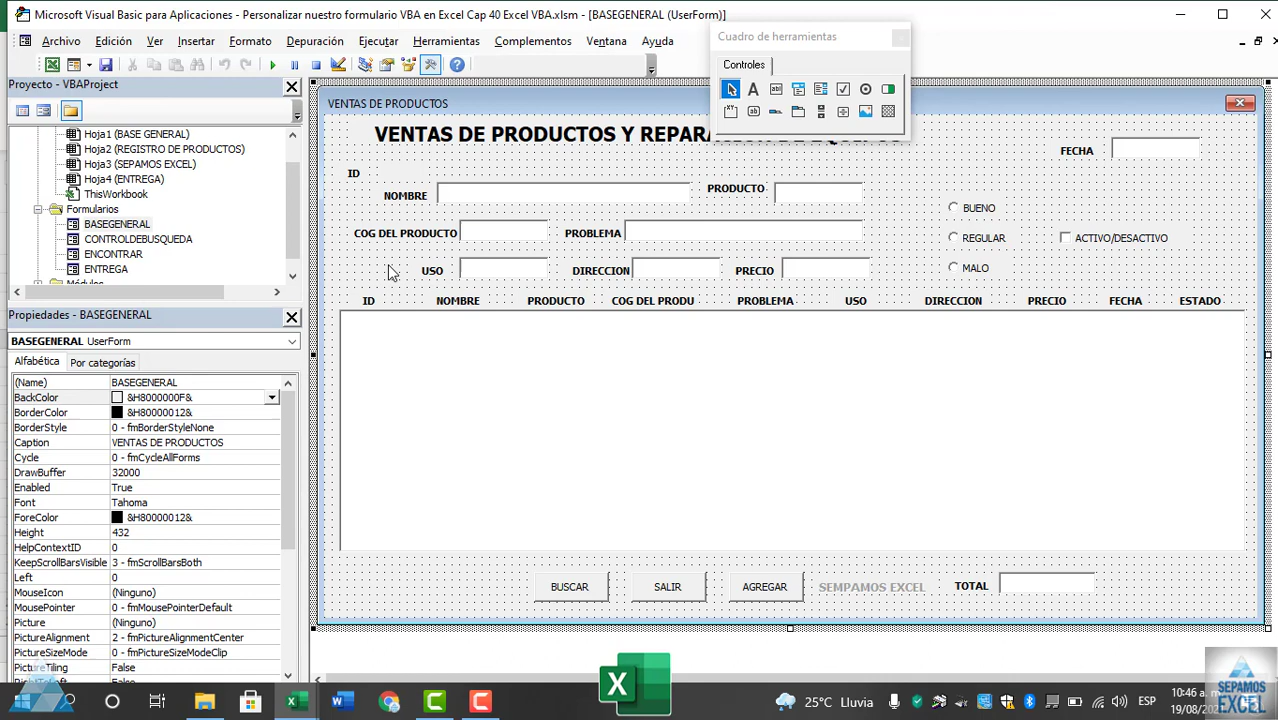 Microsoft Visual Basic para Aplicaciones - Personalizar nuestro formulario VBA en Excel Cap 40 Excel VBA.xlsm - [BASEGENERAL (UserForm)]
Archivo Edición Ver Insertar Formato Depuración Ejecutar Herramientas Complementos Ventana Ayuda
Cuadro de herramientas
Controles
Proyecto - VBAProject
Hoja1 (BASE GENERAL)
Hoja2 (REGISTRO DE PRODUCTOS)
Hoja3 (SEPAMOS EXCEL)
Hoja4 (ENTREGA)
ThisWorkbook
Formularios
BASEGENERAL
CONTROLDEBUSQUEDA
ENCONTRAR
ENTREGA
Propiedades - BASEGENERAL
BASEGENERAL UserForm
Alfabética Por categorías
(Name) BASEGENERAL
BackColor &H8000000F&
BorderColor &H80000012&
BorderStyle 0 - fmBorderStyleNone
Caption VENTAS DE PRODUCTOS
Cycle 0 - fmCycleAllForms
DrawBuffer 32000
Enabled True
Font Tahoma
ForeColor &H80000012&
Height 432
HelpContextID 0
KeepScrollBarsVisible 3 - fmScrollBarsBoth
Left 0
MouseIcon (Ninguno)
MousePointer 0 - fmMousePointerDefault
Picture (Ninguno)
PictureAlignment 2 - fmPictureAlignmentCenter
PictureSizeMode 0 - fmPictureSizeModeClip
PictureTiling False
VENTAS DE PRODUCTOS
VENTAS DE PRODUCTOS Y
FECHA
ID
NOMBRE PRODUCTO
BUENO
COG DEL PRODUCTO PROBLEMA
REGULAR ACTIVO/DESACTIVO
USO DIRECCION PRECIO
MALO
ID NOMBRE PRODUCTO COG DEL PRODU PROBLEMA USO DIRECCION PRECIO FECHA ESTADO
BUSCAR SALIR AGREGAR SEMPAMOS EXCEL TOTAL
25°C Lluvia ESP 10:46 a.
SEPAMOS
EXCEL